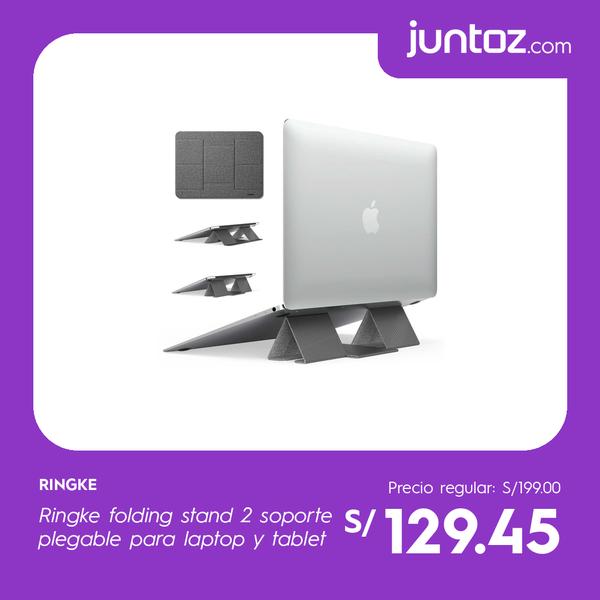 juntoz.com
RINGKE
Ringke folding stand 2 soporte
plegable para laptop y tablet
Precio regular: S/199.00
S/ 129.45